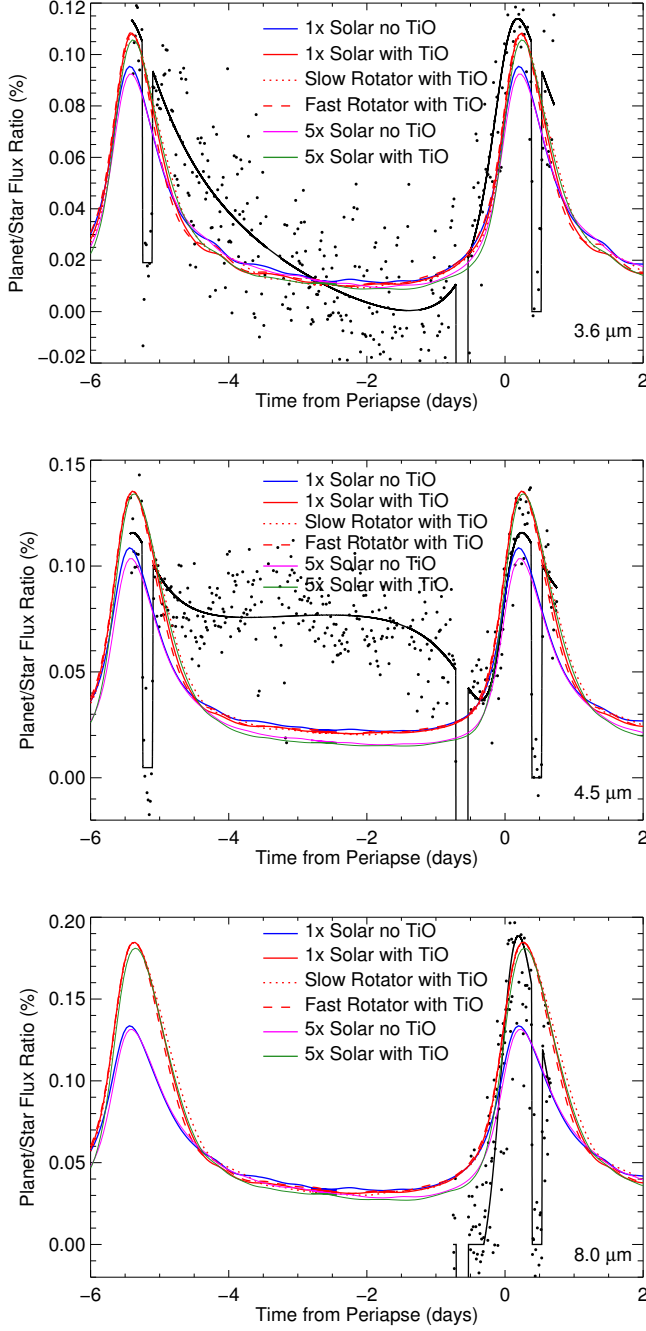 0.12
0.10
0.08
0.06
0.04
0.02
0.00
−0.02
Planet/Star Flux Ratio (%)
1x Solar no TiO
1x Solar with TiO
Slow Rotator with TiO
Fast Rotator with TiO
5x Solar no TiO
5x Solar with TiO
3.6 μm
−6 −4 −2 0 2
Time from Periapse (days)
0.15
0.10
0.05
0.00
Planet/Star Flux Ratio (%)
1x Solar no TiO
1x Solar with TiO
Slow Rotator with TiO
Fast Rotator with TiO
5x Solar no TiO
5x Solar with TiO
4.5 μm
−6 −4 −2 0 2
Time from Periapse (days)
0.20
0.15
0.10
0.05
0.00
Planet/Star Flux Ratio (%)
1x Solar no TiO
1x Solar with TiO
Slow Rotator with TiO
Fast Rotator with TiO
5x Solar no TiO
5x Solar with TiO
8.0 μm
−6 −4 −2 0 2
Time from Periapse (days)